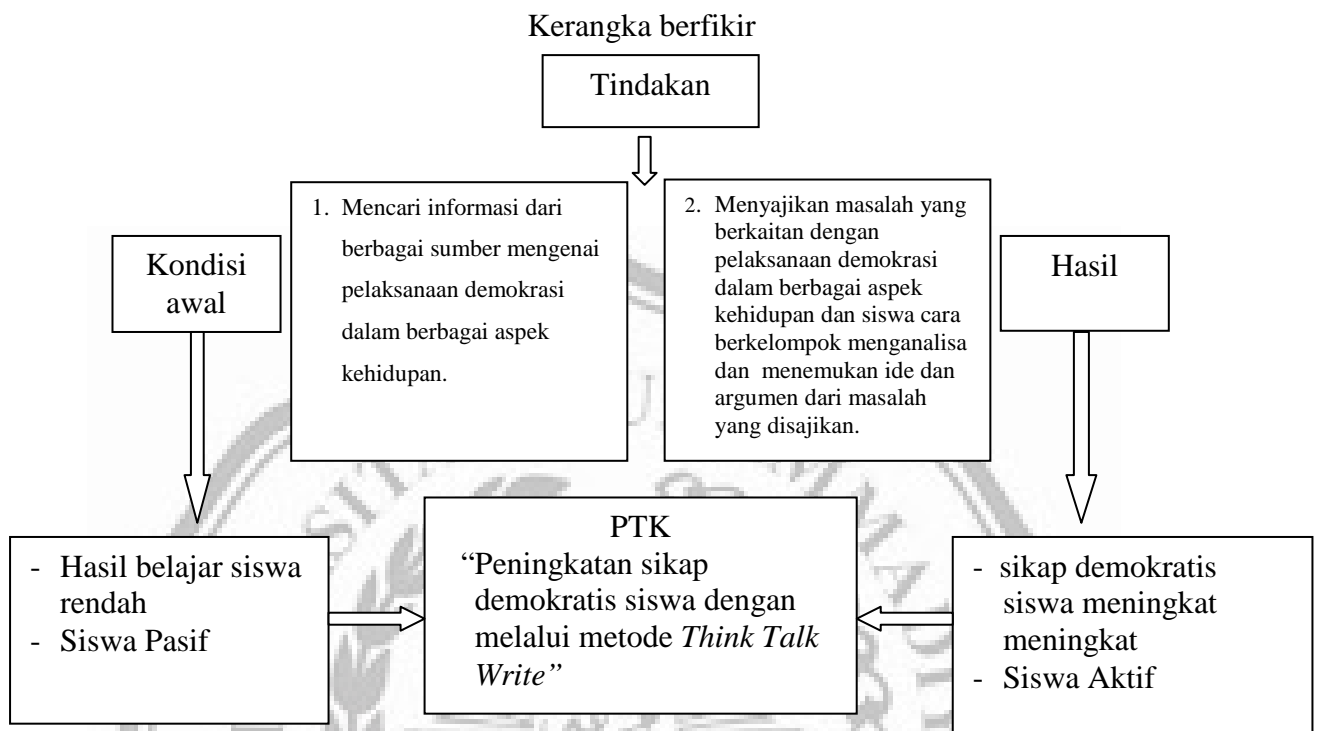 Kerangka berfikir
Tindakan
1. Mencari informasi dari
berbagai sumber mengenai
pelaksanaan demokrasi
dalam berbagai aspek
kehidupan.
2. Menyajikan masalah yang
berkaitan dengan
pelaksanaan demokrasi
dalam berbagai aspek
kehidupan dan siswa cara
berkelompok menganalisa
dan menemukan ide dan
argumen dari masalah
yang disajikan.
Kondisi
awal
Hasil
- Hasil belajar siswa
rendah
- Siswa Pasif
PTK
“Peningkatan sikap
demokratis siswa dengan
melalui metode Think Talk
Write”
- sikap demokratis
siswa meningkat
meningkat
- Siswa Aktif